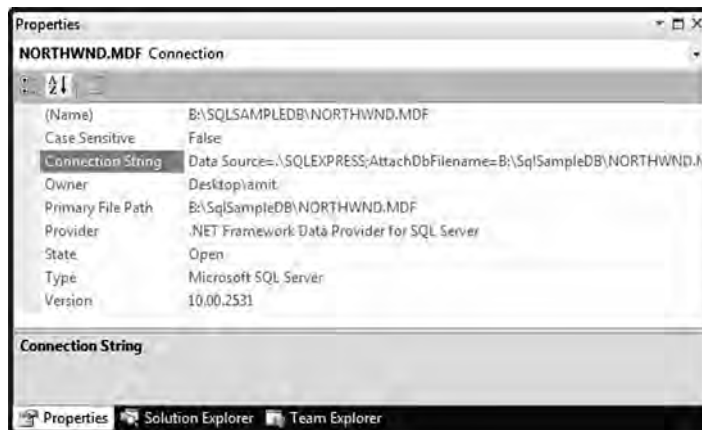 Properties
NORTHWND.MDF Connection
(Name) B:\SQLSAMPLEDB\NORTHWND.MDF
Case Sensitive False
Connection String Data Source=.\SQLEXPRESS;AttachDbFilename=B:\SqlSampleDB\NORTHWND.M
Owner Desktop\amit
Primary File Path B:\SqlSampleDB\NORTHWND.MDF
Provider .NET Framework Data Provider for SQL Server
State Open
Type Microsoft SQL Server
Version 10.00.2531
Connection String
Properties Solution Explorer Team Explorer